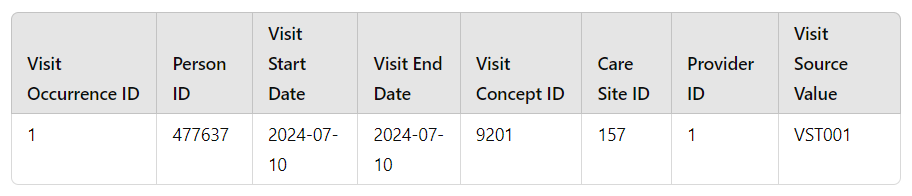 Visit Occurrence ID
Person ID
Visit Start Date
Visit End Date
Visit Concept ID
Care Site ID
Provider ID
Visit Source Value
1
477637
2024-07-10
2024-07-10
9201
157
1
VST001